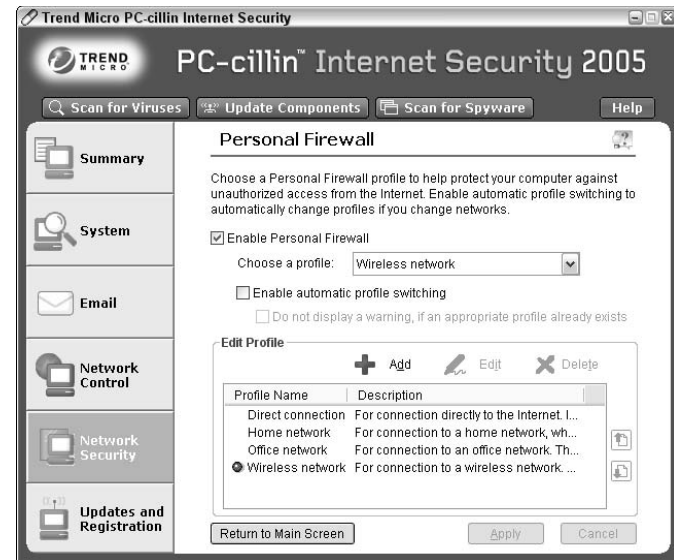 Trend Micro PC-cillin Internet Security
TREND MICRO
PC-cillin™ Internet Security 2005
Scan for Viruses
Update Components
Scan for Spyware
Help
Summary
System
Email
Network Control
Network Security
Updates and Registration
Personal Firewall
Choose a Personal Firewall profile to help protect your computer against
unauthorized access from the Internet. Enable automatic profile switching to
automatically change profiles if you change networks.
Enable Personal Firewall
Choose a profile: Wireless network
Enable automatic profile switching
Do not display a warning, if an appropriate profile already exists
Edit Profile
Add Edit Delete
Profile Name Description
Direct connection For connection directly to the Internet. I...
Home network For connection to a home network, wh...
Office network For connection to an office network. Th...
Wireless network For connection to a wireless network. ...
Return to Main Screen
Apply
Cancel